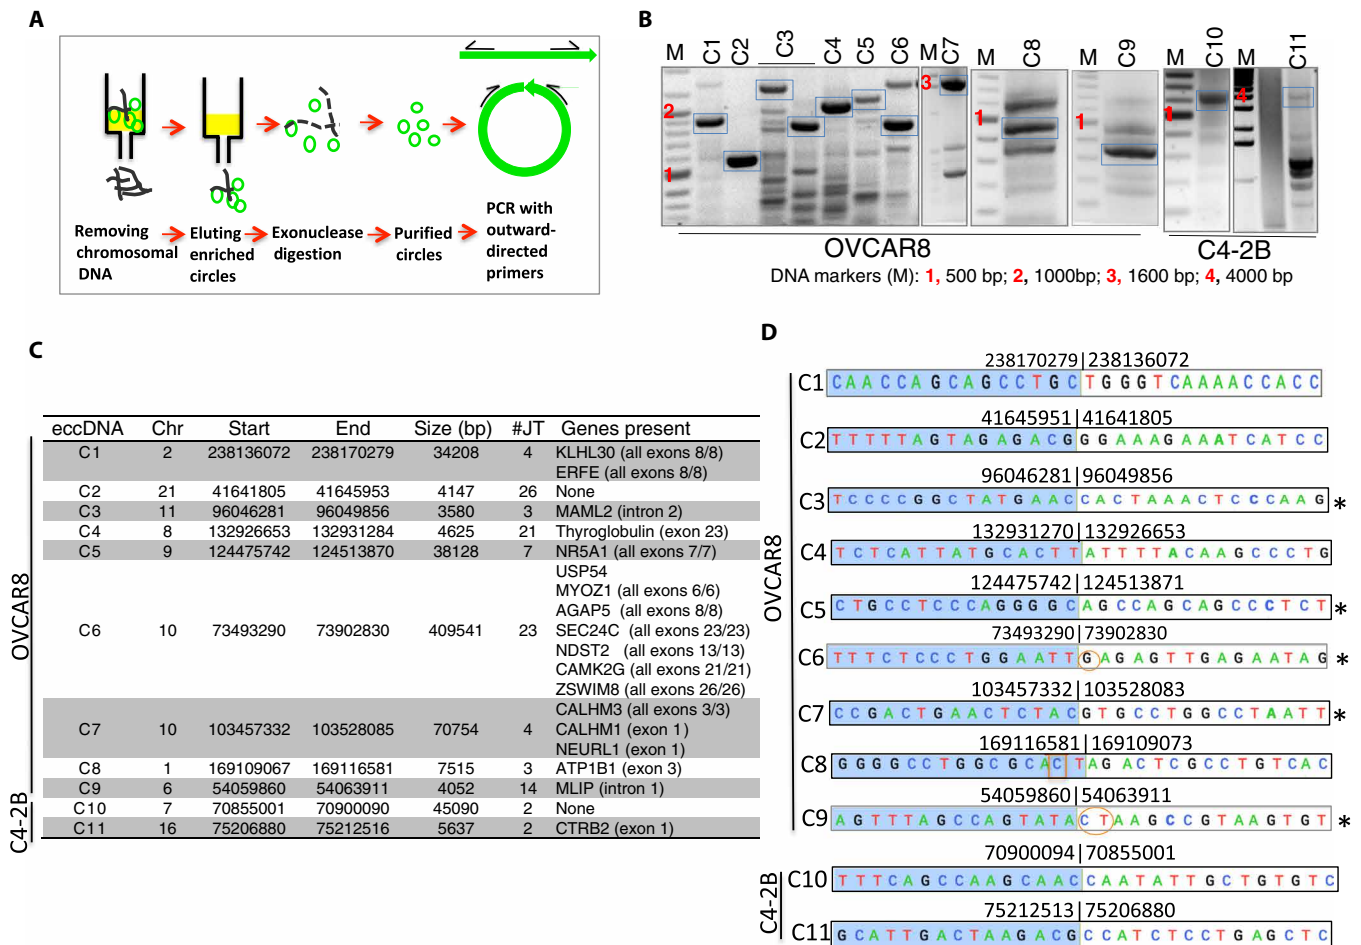 A
Removing chromosomal DNA
Eluting enriched circles
Exonuclease digestion
Purified circles
PCR with outward-directed primers
B
M C1 C2 C3 C4 C5 C6 M C7 M C8 M C9 M C10 M C11
2 1 3 1 1 1 4
OVCAR8
C4-2B
DNA markers (M): 1, 500 bp; 2, 1000bp; 3, 1600 bp; 4, 4000 bp
C
eccDNA Chr Start End Size (bp) #JT Genes present
OVCAR8
C1 2 238136072 238170279 34208 4 KLHL30 (all exons 8/8)
ERFE (all exons 8/8)
C2 21 41641805 41645953 4147 26 None
C3 11 96046281 96049856 3580 3 MAML2 (intron 2)
C4 8 132926653 132931284 4625 21 Thyroglobulin (exon 23)
C5 9 124475742 124513870 38128 7 NR5A1 (all exons 7/7)
USP54
MYOZ1 (all exons 6/6)
AGAP5 (all exons 8/8)
C6 10 73493290 73902830 409541 23 SEC24C (all exons 23/23)
NDST2 (all exons 13/13)
CAMK2G (all exons 21/21)
ZSWIM8 (all exons 26/26)
CALHM3 (all exons 3/3)
C7 10 103457332 103528085 70754 4 CALHM1 (exon 1)
NEURL1 (exon 1)
C8 1 169109067 169116581 7515 3 ATP1B1 (exon 3)
C9 6 54059860 54063911 4052 14 MLIP (intron 1)
C4-2B
C10 7 70855001 70900090 45090 2 None
C11 16 75206880 75212516 5637 2 CTRB2 (exon 1)
D
OVCAR8
238170279|238136072
C1 CAACCAGCAGCCTGCTGGGTCAAAACCACC
41645951|41641805
C2 TTTTTAGTAGAGACGGGAAAGAAATCATCC
96046281|96049856
C3 TCCCCGGCTATGAACCACTAAACTCCCAAG *
132931270|132926653
C4 TCTCATTATGCACTTATTTTACAAGCCCTG
124475742|124513871
C5 CTGCCTCCCAGGGGCAGCCAGCAGCCCTCT *
73493290|73902830
C6 TTTCTCCCTGGAATTGAGAGTTGAGAATAG *
103457332|103528083
C7 CCGACTGAACTCTACGTGCCTGGCCTAATT *
169116581|169109073
C8 GGGGCCTGGCGCACTAGACTCGCCTGTCAC
54059860|54063911
C9 AGTTTAGCCAGTATACTAAGCCGTAAGTGT *
C4-2B
70900094|70855001
C10 TTTCAGCCAAGCAACCAATATTGCTGTGTC
75212513|75206880
C11 GCATTGACTAAGACGCCATCTCCTGAGCTC